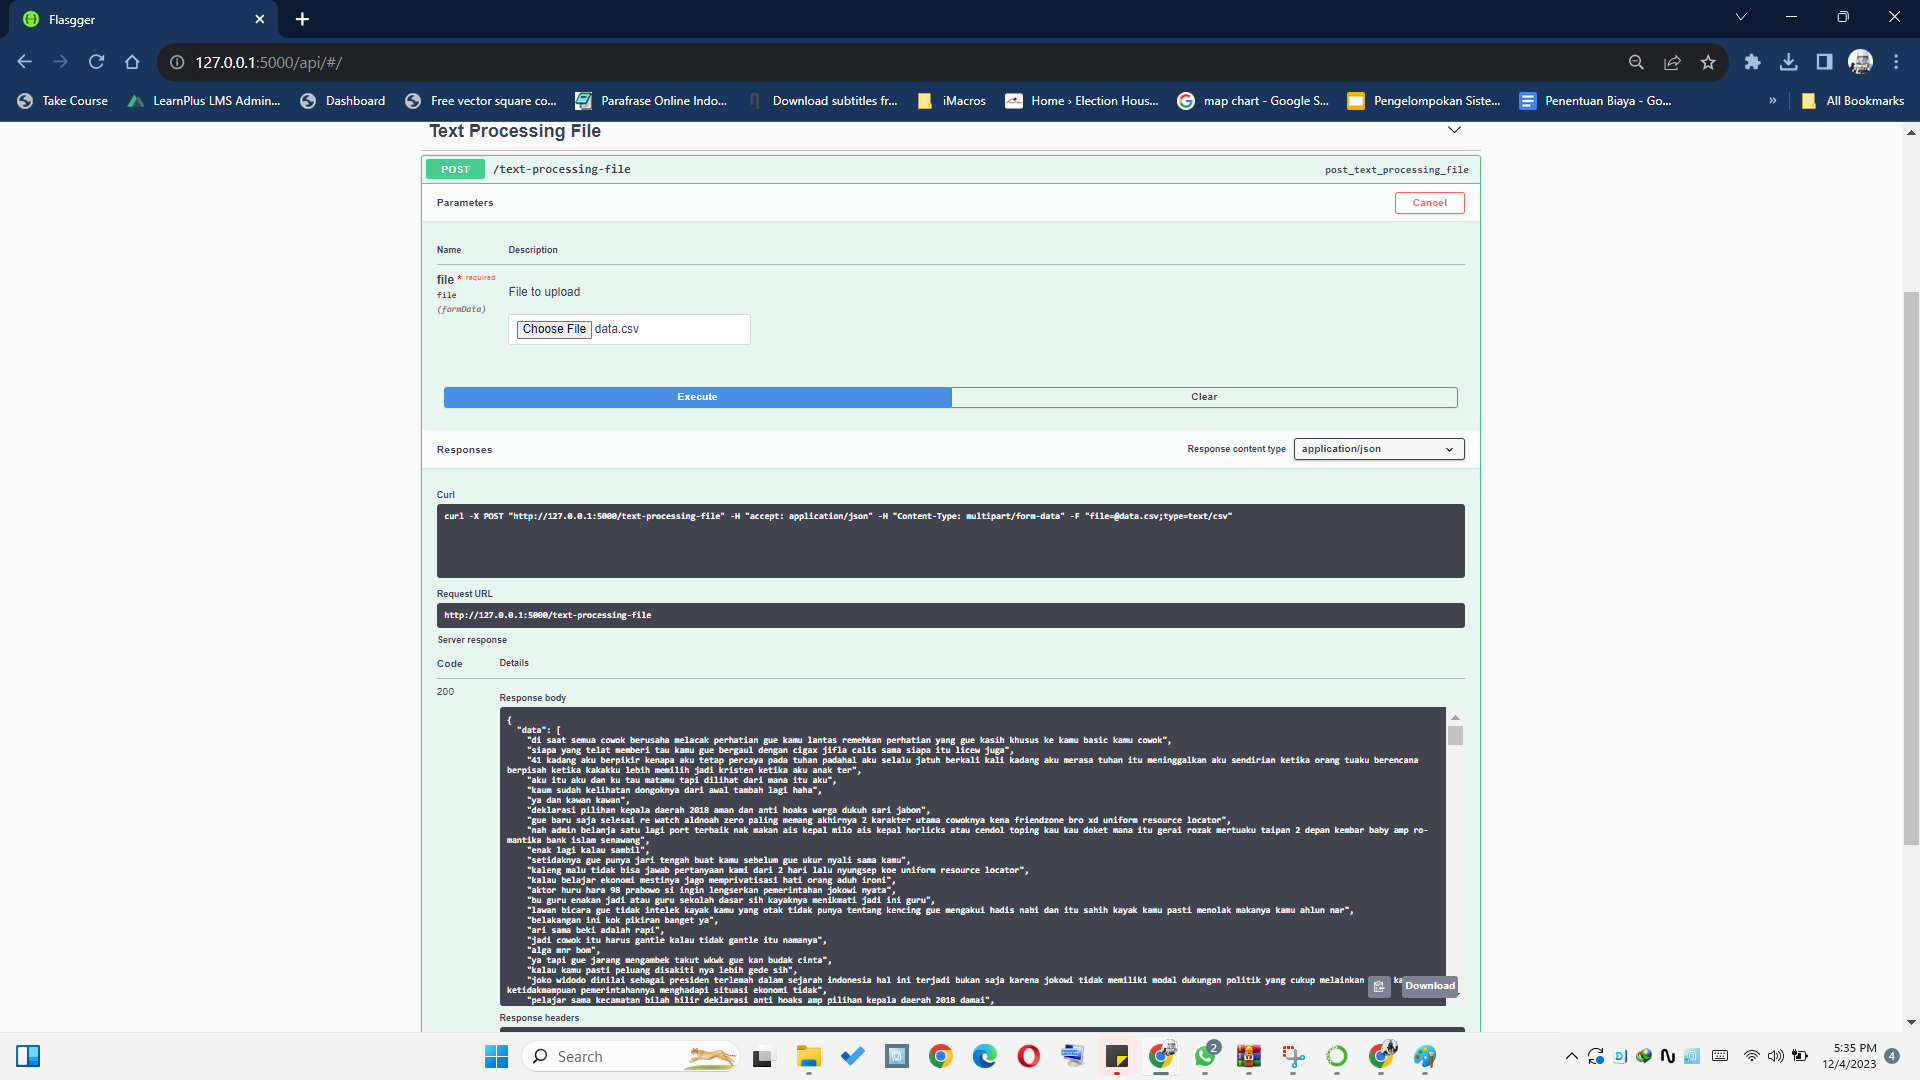 Flasgger
127.0.0.1:5000/api/#/
Take Course
LearnPlus LMS Admin...
Dashboard
Free vector square co...
Parafrase Online Indo...
Download subtitles fr...
iMacros
Home › Election Hous...
map chart - Google S...
Pengelompokan Siste...
Penentuan Biaya - Go...
»
All Bookmarks
Text Processing File
POST /text-processing-file post_text_processing_file
Parameters
Cancel
Name Description
file * required
file
(formData)
File to upload
Choose File data.csv
Execute
Clear
Responses
Response content type application/json
Curl
curl -X POST "http://127.0.0.1:5000/text-processing-file" -H "accept: application/json" -H "Content-Type: multipart/form-data" -F "file=@data.csv;type=text/csv"
Request URL
http://127.0.0.1:5000/text-processing-file
Server response
Code Details
200
Response body
{
"data": [
"di saat semua cowok berusaha melacak perhatian gue kamu lantas remehkan perhatian yang gue kasih khusus ke kamu basic kamu cowok",
"siapa yang telat memberi tau kamu gue bergaul dengan cigax jifla calis sama siapa itu licew juga",
"41 kadang aku berpikir kenapa aku tetap percaya pada tuhan padahal aku selalu jatuh berkali kali kadang aku merasa tuhan itu meninggalkan aku sendirian ketika orang tuaku berencana
berpisah ketika kakakku lebih memilih jadi kristen ketika aku anak ter",
"aku itu aku dan ku tau matamu tapi dilihat dari mana itu aku",
"kaum sudah kelihatan dongoknya dari awal tambah lagi haha",
"ya dan kawan kawan",
"deklarasi pilihan kepala daerah 2018 aman dan anti hoaks warga dukuh sari jabon",
"gue baru saja selesai re watch aldnoah zero paling memang akhirnya 2 karakter utama cowoknya kena friendzone bro xd uniform resource locator",
"nah admin belanja satu lagi port terbaik nak makan ais kepal milo ais kepal horlicks atau cendol toping kau kau doket mana itu gerai rozak mertuaku taipan 2 depan kembar baby amp ro-
mantika bank islam senawang",
"enak lagi kalau sambil",
"setidaknya gue punya jari tengah buat kamu sebelum gue ukur nyali sama kamu",
"kaleng malu tidak bisa jawab pertanyaan kami dari 2 hari lalu nyungsep koe uniform resource locator",
"kalau belajar ekonomi mestinya jago memprivatisasi hati orang aduh ironi",
"aktor huru hara 98 prabowo si ingin lengserkan pemerintahan jokowi nyata",
"bu guru enakan jadi atau guru sekolah dasar sih kayaknya menikmati jadi ini guru",
"lawan bicara gue tidak intelek kayak kamu yang otak tidak punya tentang kencing gue mengakui hadis nabi dan itu sahih kayak kamu pasti menolak makanya kamu ahlun nar",
"belakangan ini kok pikiran banget ya",
"ari sama beki adalah rapi",
"jadi cowok itu harus gantle kalau tidak gantle itu namanya",
"alga mnr bom",
"ya tapi gue jarang mengambek takut wkwk gue kan budak cinta",
"kalau kamu pasti peluang disakiti nya lebih gede sih",
"joko widodo dinilai sebagai presiden terlemah dalam sejarah indonesia hal ini terjadi bukan saja karena jokowi tidak memiliki modal dukungan politik yang cukup melainkan
ketidakmampuan pemerintahannya menghadapi situasi ekonomi tidak",
"pelajar sama kecamatan bilah hilir deklarasi anti hoaks amp pilihan kepala daerah 2018 damai",
Download
Response headers
Search
2
5:35 PM
12/4/2023
4